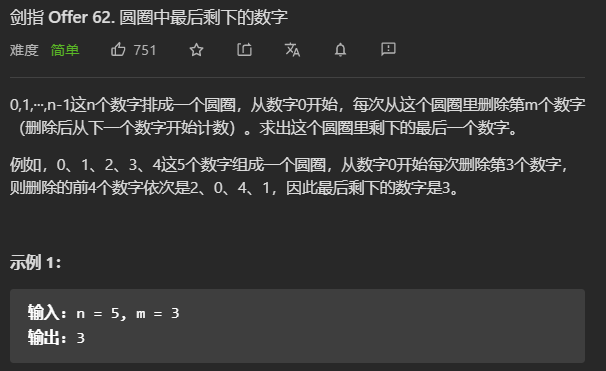 剑指 Offer 62. 圆圈中最后剩下的数字
难度 简单 751
0,1,···,n-1这n个数字排成一个圆圈，从数字0开始，每次从这个圆圈里删除第m个数字
（删除后从下一个数字开始计数）。求出这个圆圈里剩下的最后一个数字。
例如，0、1、2、3、4这5个数字组成一个圆圈，从数字0开始每次删除第3个数字，
则删除的前4个数字依次是2、0、4、1，因此最后剩下的数字是3。
示例 1：
输入: n = 5, m = 3
输出: 3